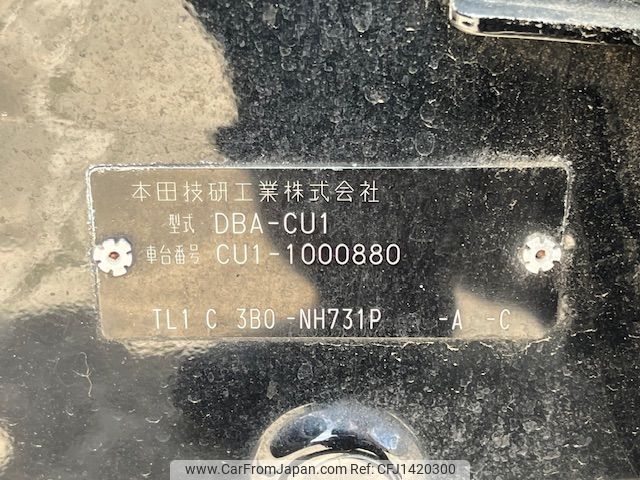 本田技研工業株式会社
型式 DBA-CU1
車台番号 CU1-1000880
TL1 C 3B0 -NH731P -A -C
www.CarFromJapan.com | Ref: CFJ1420300